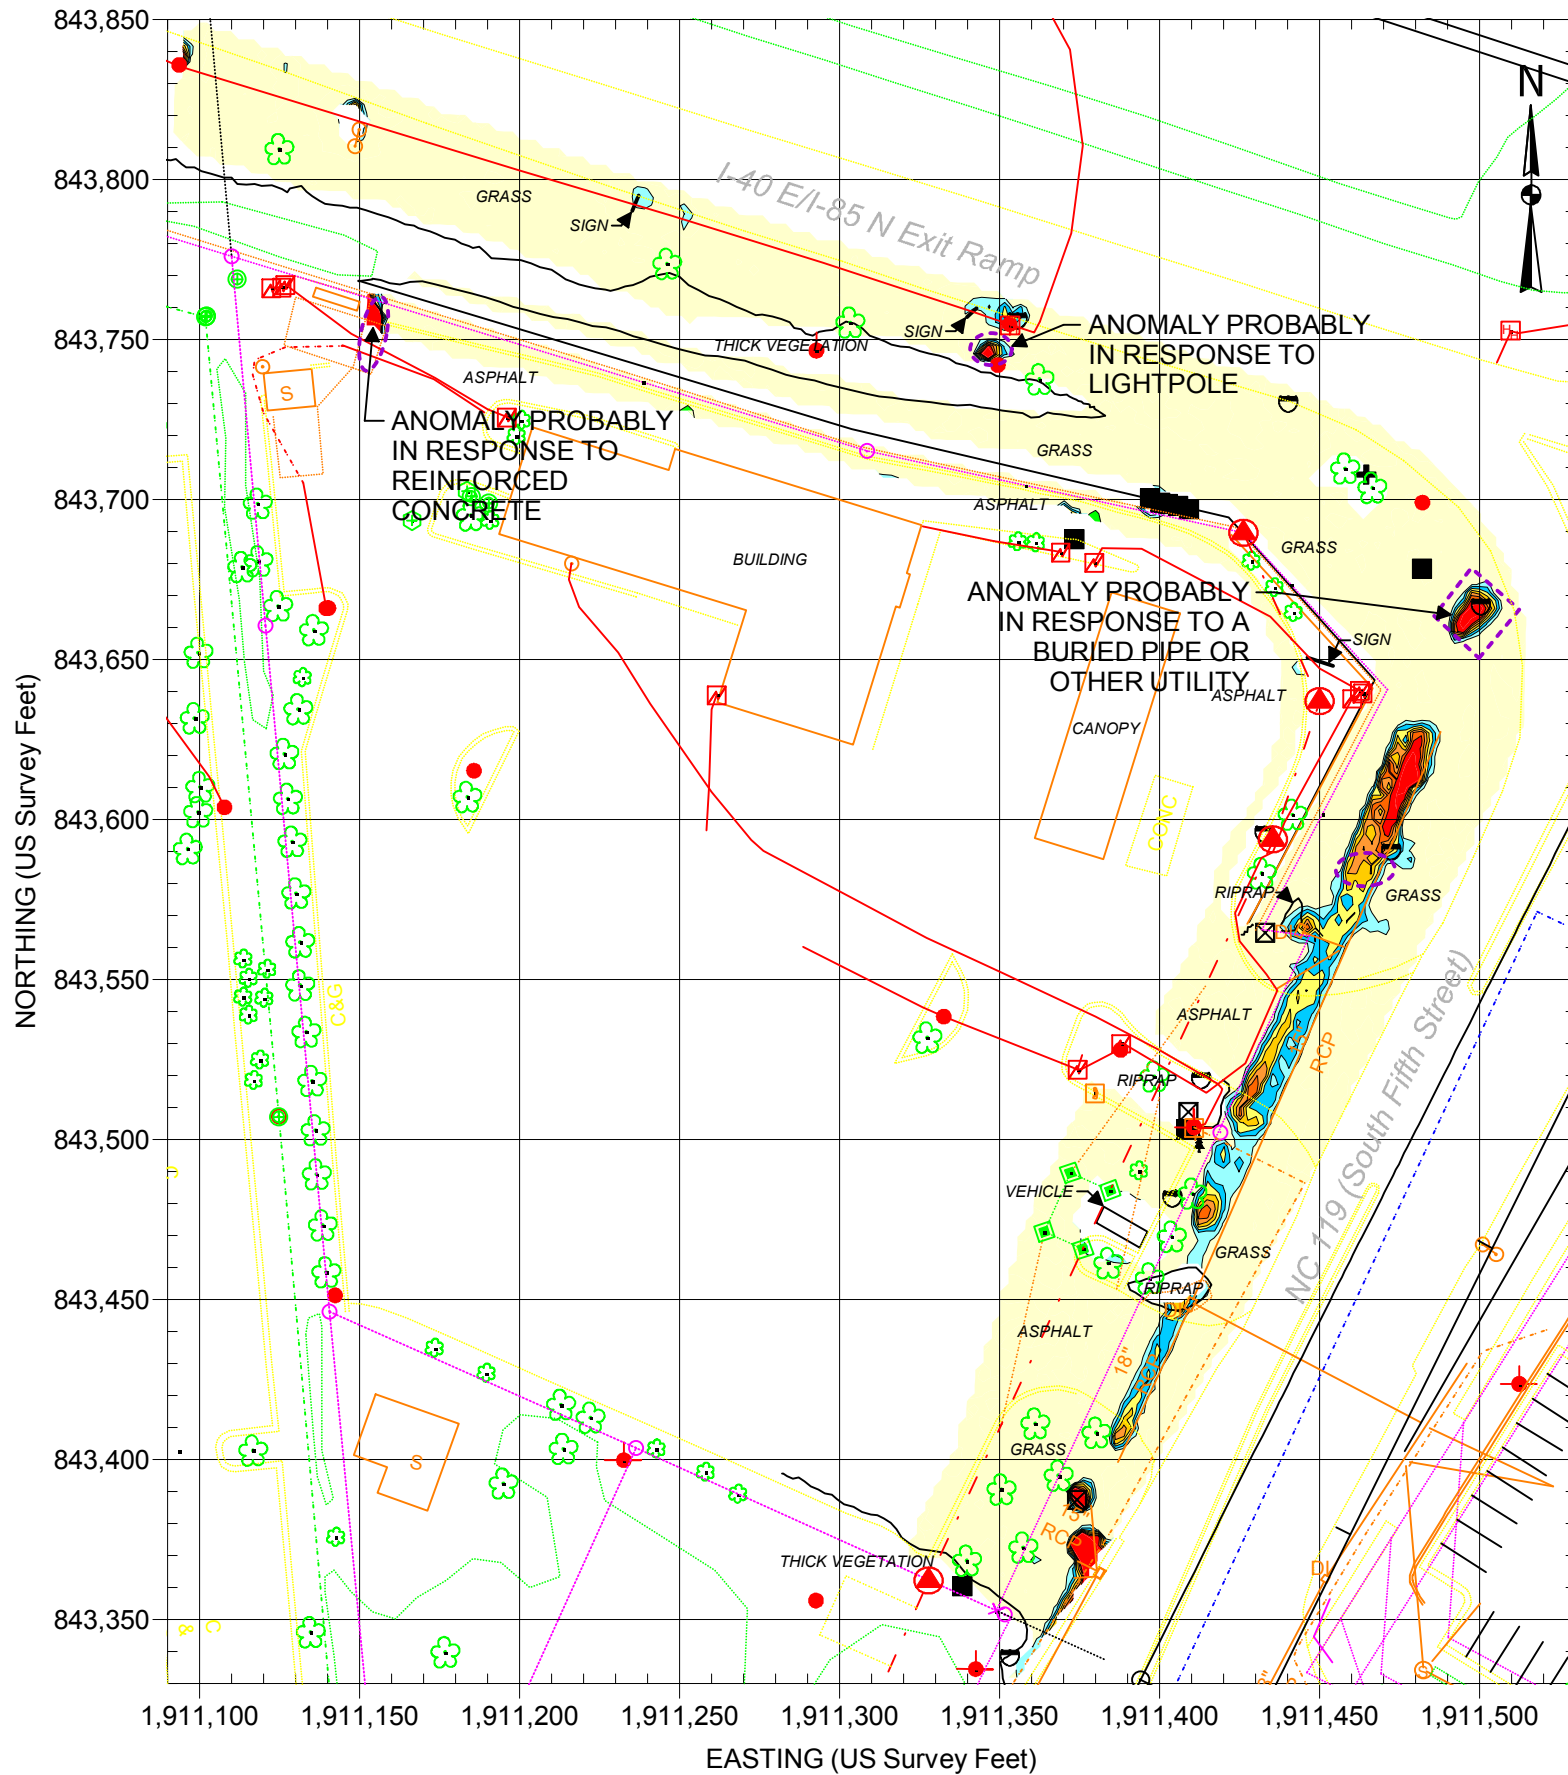 843,850
N
843,800
GRASS
SIGN
I-40 E/I-85 N Exit Ramp
843,750
SIGN
ANOMALY PROBABLY
IN RESPONSE TO
LIGHTPOLE
THICK VEGETATION
ASPHALT
S
ANOMALY PROBABLY
IN RESPONSE TO
REINFORCED
CONCRETE
GRASS
843,700
ASPHALT
GRASS
BUILDING
ANOMALY PROBABLY
IN RESPONSE TO A
BURIED PIPE OR
OTHER UTILITY
SIGN
843,650
ASPHALT
CANOPY
NORTHING (US Survey Feet)
843,600
CONC
RIPRAP
GRASS
843,550
C&G
ASPHALT
RCP
RIPRAP
843,500
VEHICLE
GRASS
NC 119 (South Fifth Street)
RIPRAP
843,450
ASPHALT
18"
843,400
GRASS
S
15"
RCP
THICK VEGETATION
DI
843,350
C
&
S
1,911,100
1,911,150
1,911,200
1,911,250
1,911,300
1,911,350
1,911,400
1,911,450
1,911,500
EASTING (US Survey Feet)